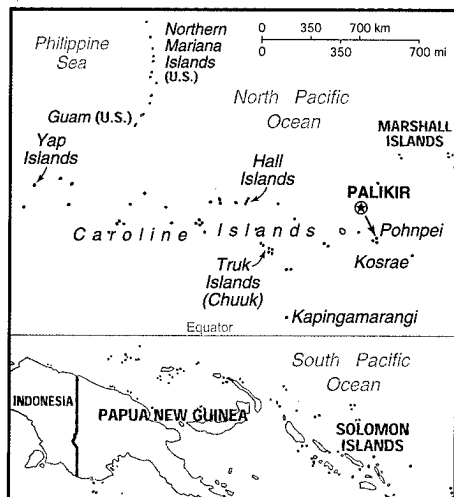 Philippine
Sea
Northern
Mariana
Islands
(U.S.)
0 350 700 km
0 350 700 mi
Guam (U.S.)
North Pacific
Ocean
MARSHALL
ISLANDS
Yap
Islands
Hall
Islands
PALIKIR
Caroline Islands
Pohnpei
Truk
Islands
(Chuuk)
Kosrae
Kapingamarangi
Equator
South Pacific
Ocean
INDONESIA
PAPUA NEW GUINEA
SOLOMON
ISLANDS